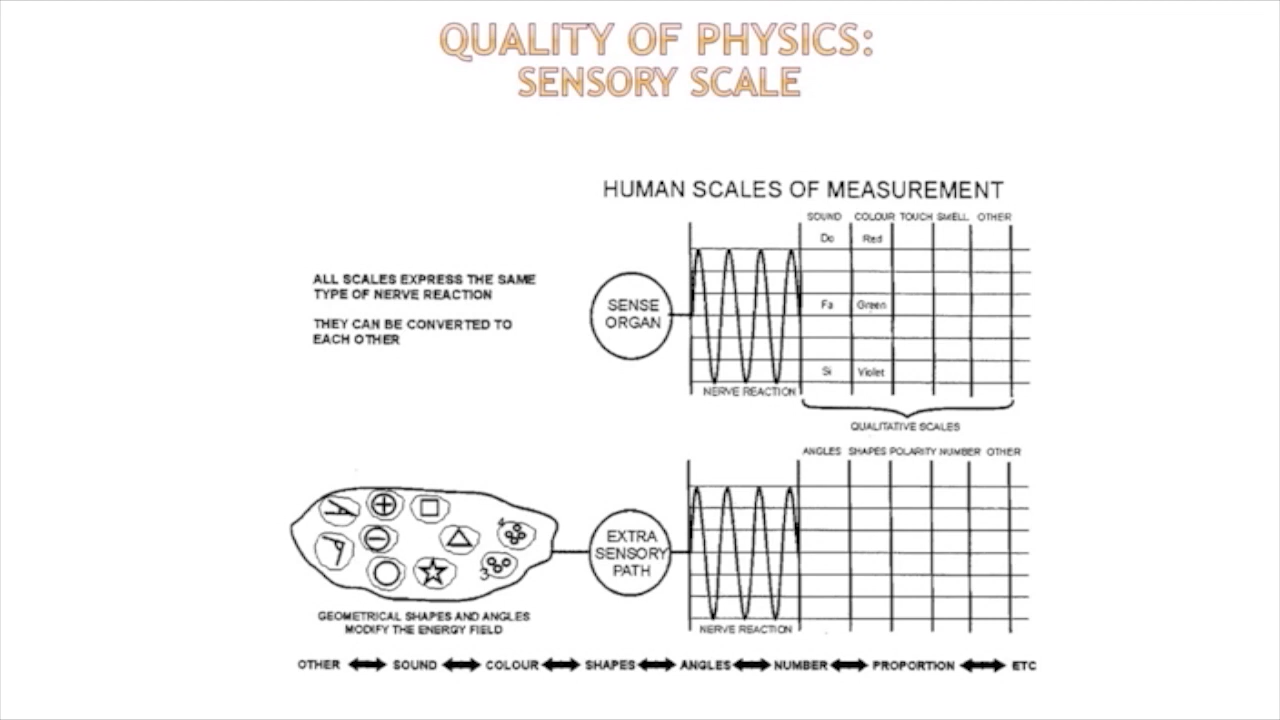 QUALITY OF PHYSICS:
SENSORY SCALE
HUMAN SCALES OF MEASUREMENT
SOUND COLOUR TOUCH SMELL OTHER
Do Red
ALL SCALES EXPRESS THE SAME
TYPE OF NERVE REACTION
THEY CAN BE CONVERTED TO
EACH OTHER
SENSE
ORGAN
Fa Green
Si Violet
NERVE REACTION
QUALITATIVE SCALES
ANGLES SHAPES POLARITY NUMBER OTHER
4
3
EXTRA
SENSORY
PATH
GEOMETRICAL SHAPES AND ANGLES
MODIFY THE ENERGY FIELD
NERVE REACTION
OTHER SOUND COLOUR SHAPES ANGLES NUMBER PROPORTION ETC